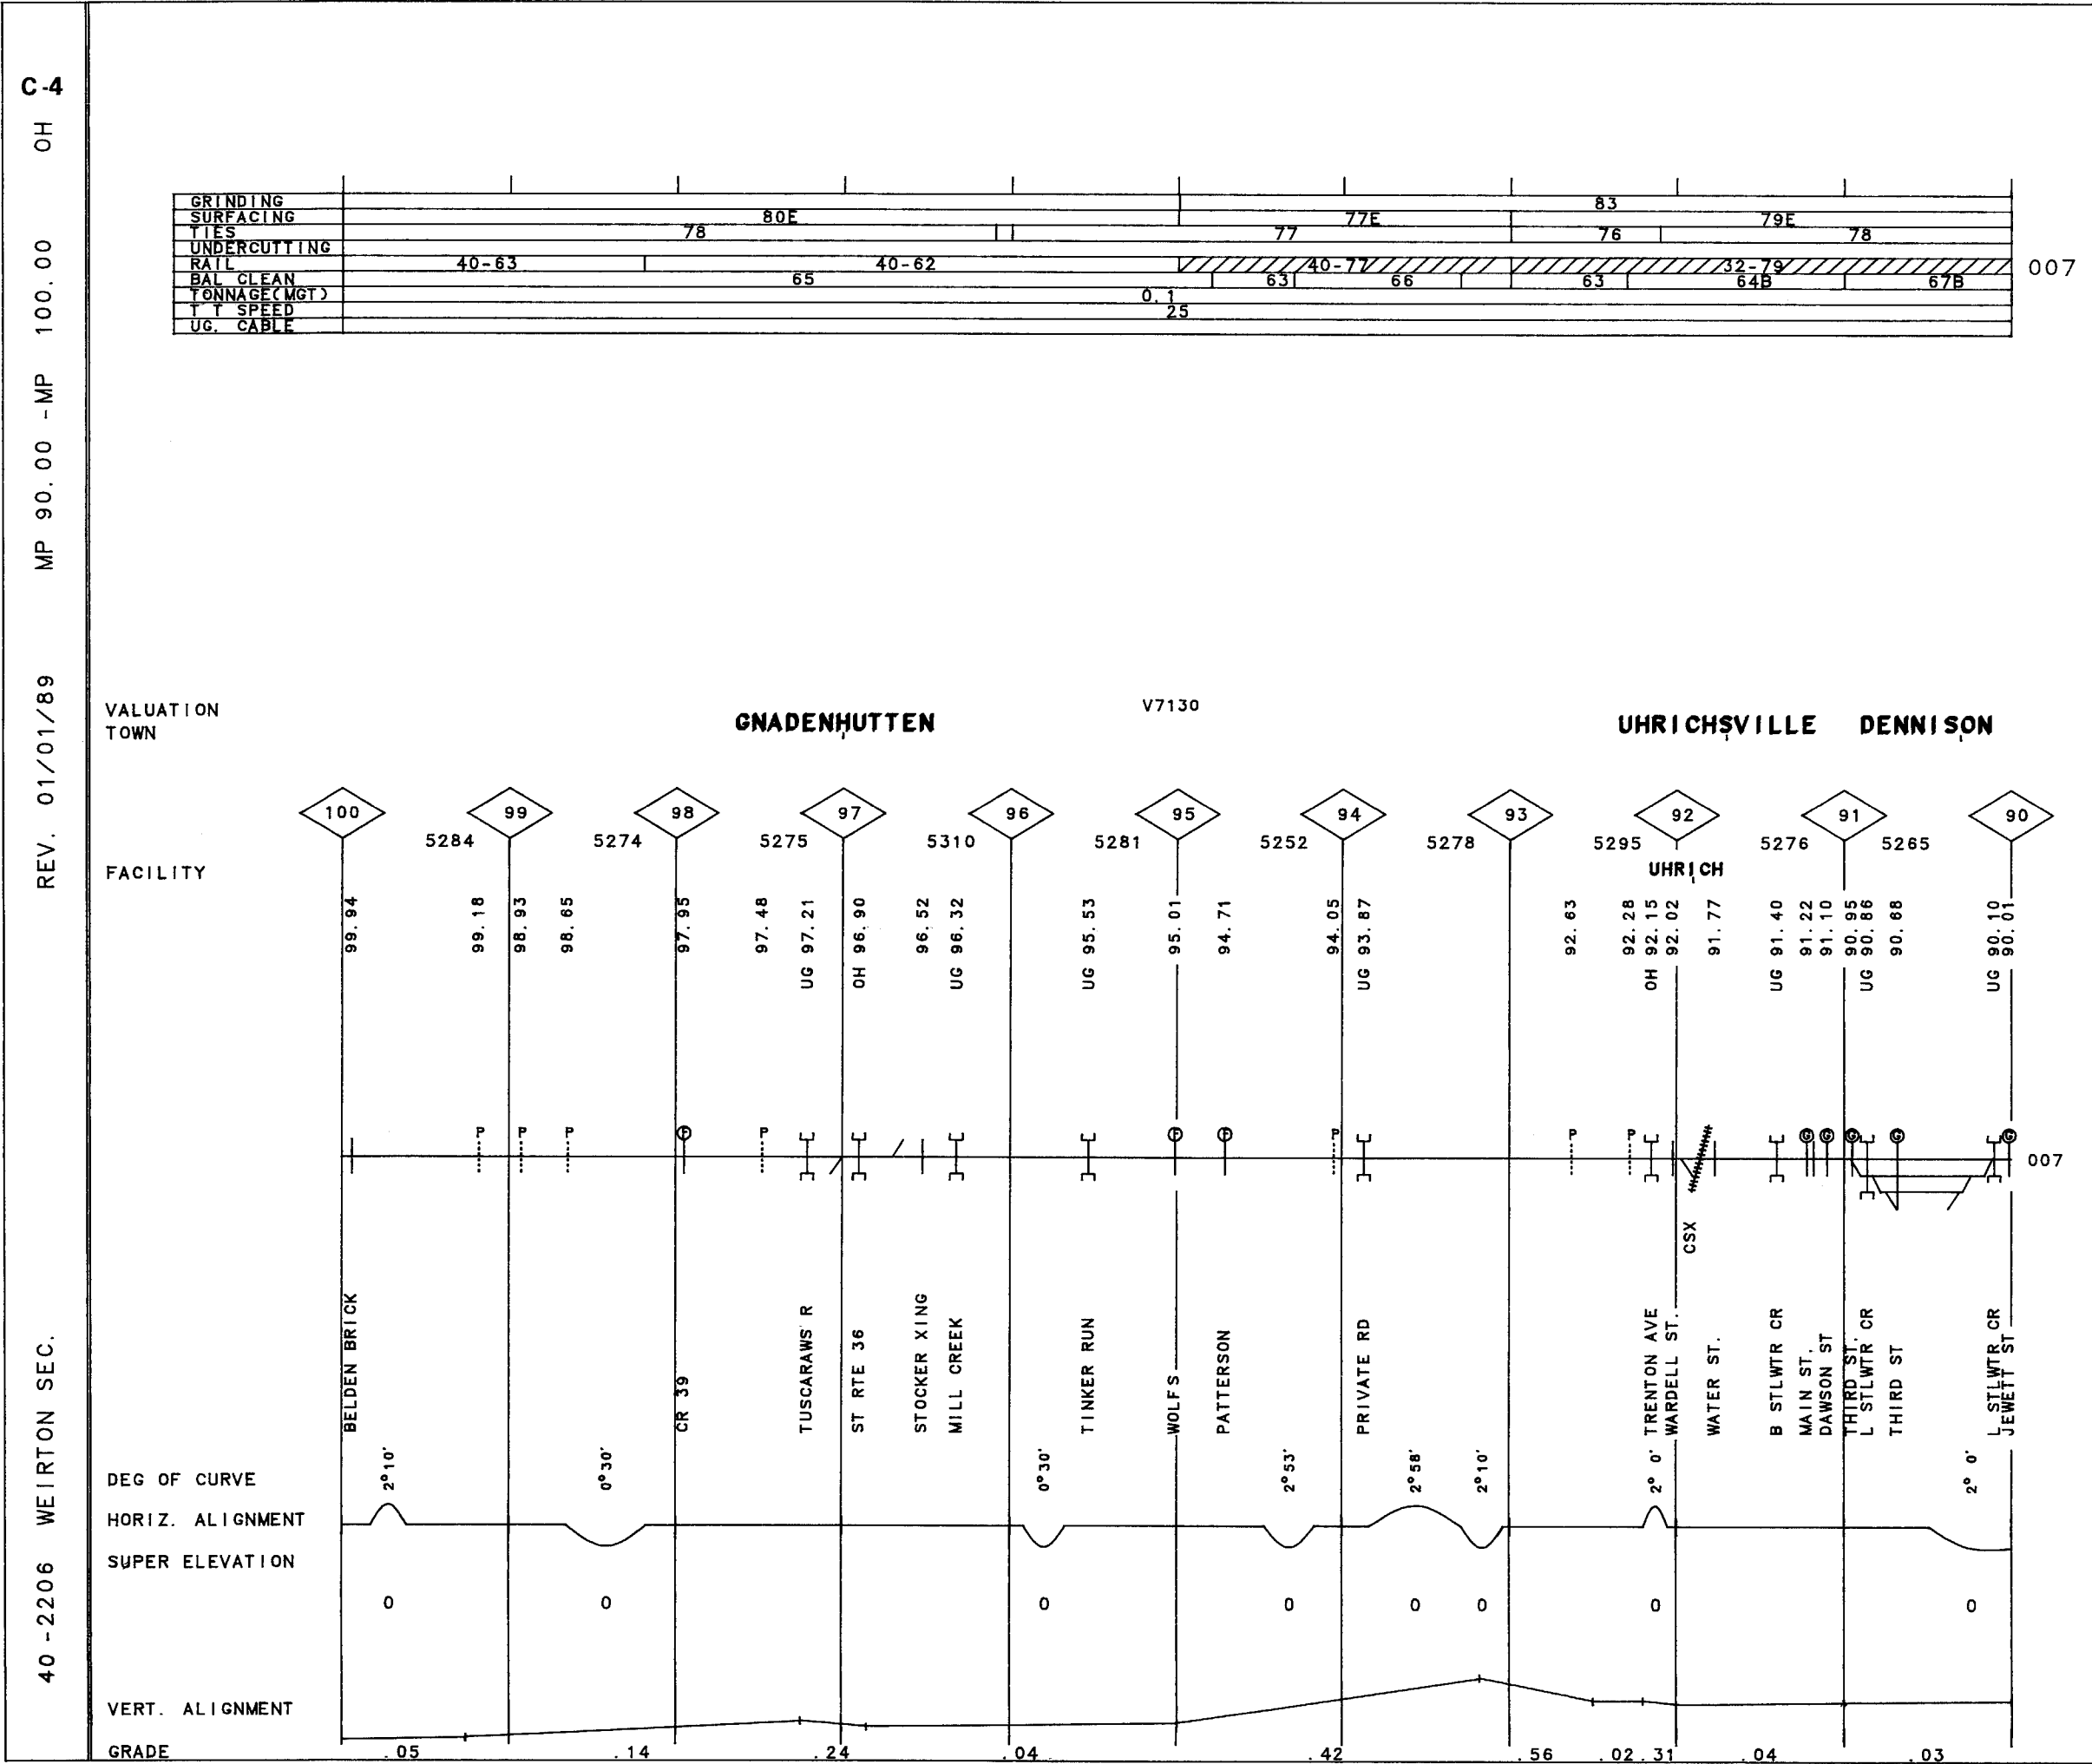 C-4 OH MP 90.00 -MP 100.00 REV. 01/01/89 40-2206 WEIRTON SEC.
GRINDING 83
SURFACING 80E 77E 79E
TIES 78 77 76 78
UNDERCUTTING
RAIL 40-63 40-62 40-77 32-79 007
BAL CLEAN 65 63 66 63 64B 67B
TONNAGE(MGT) 0.1
T T SPEED 25
UG. CABLE
VALUATION V7130
TOWN GNADENHUTTEN UHRICHSVILLE DENNISON
100 99 98 97 96 95 94 93 92 91 90
5284 5274 5275 5310 5281 5252 5278 5295 5276 5265
FACILITY UHRICH
99.94 99.18 98.93 98.65 97.95 97.48 UG 97.21 OH 96.90 96.52 UG 96.32 UG 95.53 95.01 94.71 94.05 UG 93.87 92.63 92.28 OH 92.15 92.02 91.77 UG 91.40 91.22 91.10 90.95 UG 90.86 90.68 UG 90.10 90.01
P P P F P F F P P P G G G G G
007
CSX
BELDEN BRICK
CR 39
TUSCARAWS R
ST RTE 36
STOCKER XING
MILL CREEK
TINKER RUN
WOLFS
PATTERSON
PRIVATE RD
TRENTON AVE
WARDELL ST.
WATER ST.
B STLWTR CR
MAIN ST.
DAWSON ST
THIRD ST.
L STLWTR CR
THIRD ST
L STLWTR CR
JEWETT ST
DEG OF CURVE 2°10' 0°30' 0°30' 2°53' 2°58' 2°10' 2° 0' 2° 0'
HORIZ. ALIGNMENT
SUPER ELEVATION
0 0 0 0 0 0 0 0
VERT. ALIGNMENT
GRADE .05 .14 .24 .04 .42 .56 .02 .31 .04 .03